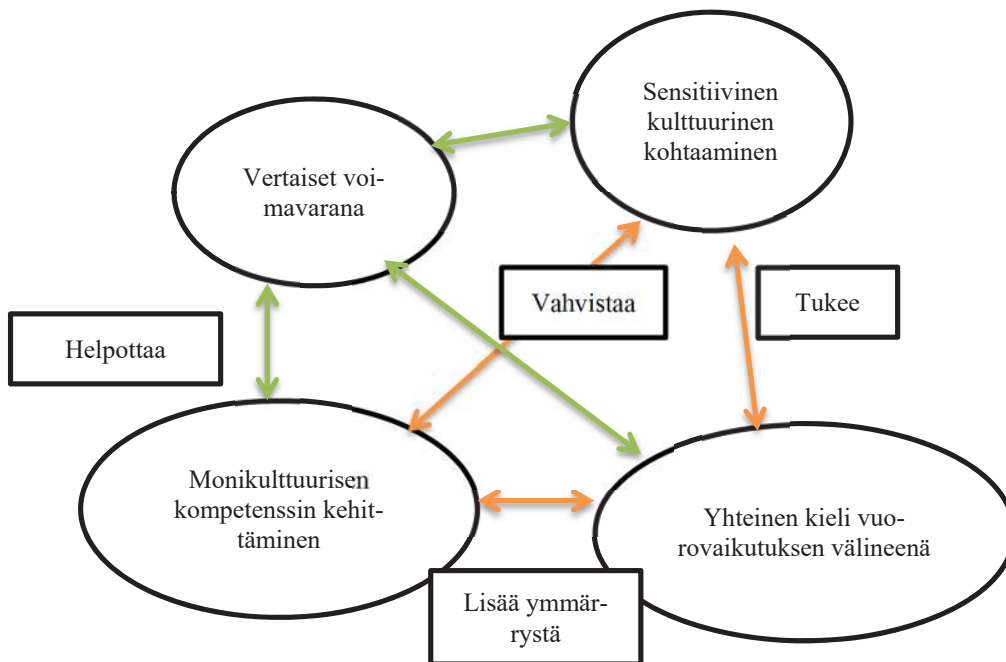 Sensitiivinen
kulttuurinen
kohtaaminen
Vertaiset voi-
mavarana
Vahvistaa
Tukee
Helpottaa
Monikulttuurisen
kompetenssin kehit-
täminen
Yhteinen kieli vuo-
rovaikutuksen välineenä
Lisää ymmär-
rystä